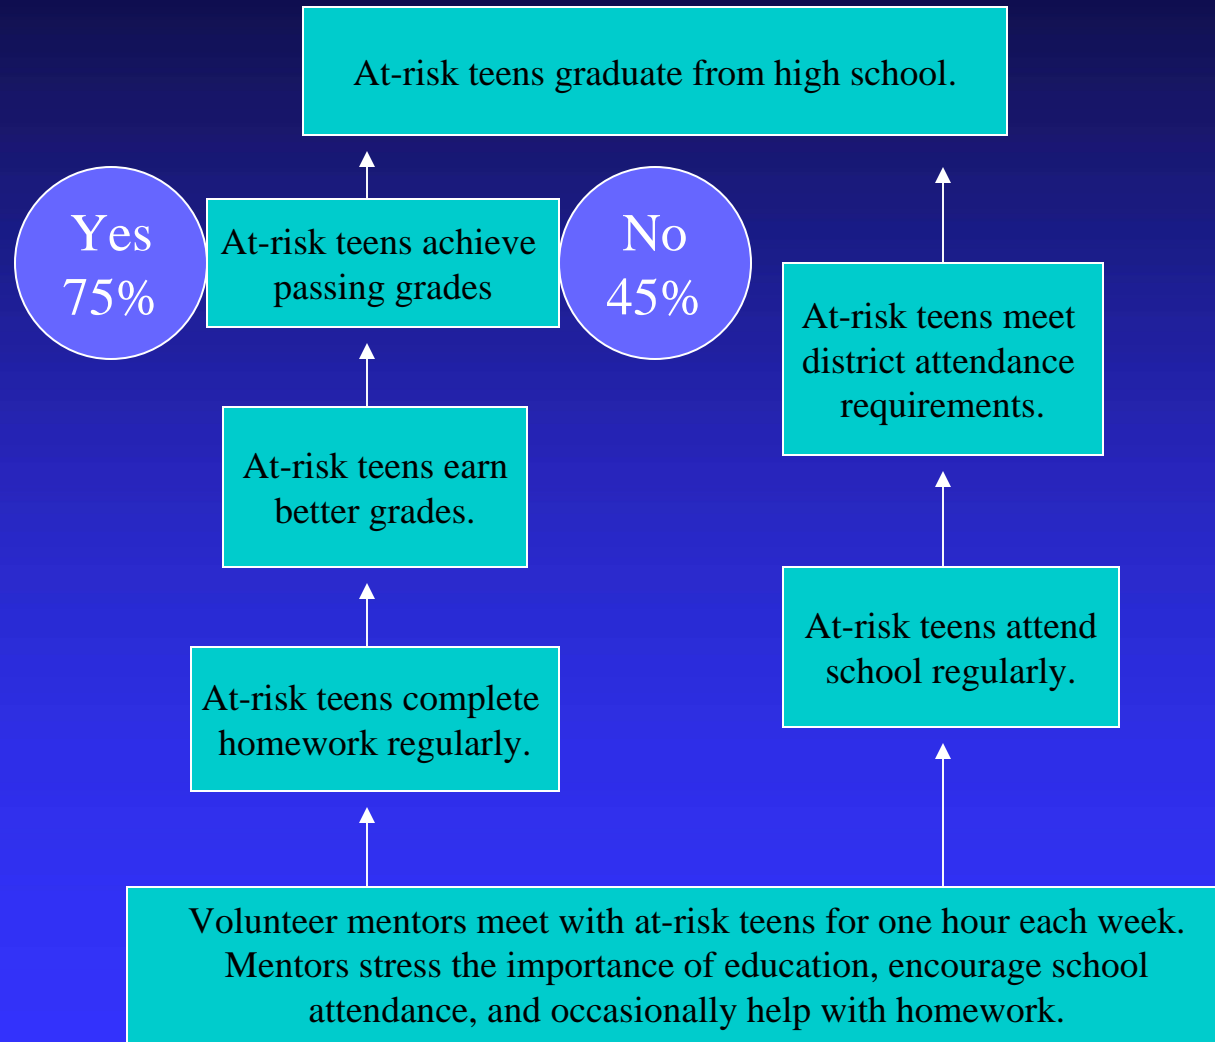 At-risk teens graduate from high school.
Yes
75%
At-risk teens achieve
passing grades
No
45%
At-risk teens meet
district attendance
requirements.
At-risk teens earn
better grades.
At-risk teens attend
school regularly.
At-risk teens complete
homework regularly.
Volunteer mentors meet with at-risk teens for one hour each week.
Mentors stress the importance of education, encourage school
attendance, and occasionally help with homework.